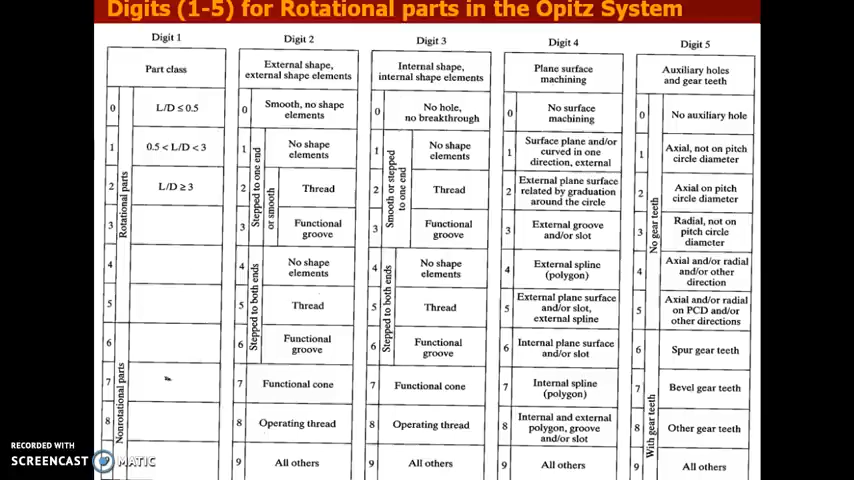 Digits (1-5) for Rotational parts in the Opitz System
Digit 1
Part class
0
L/D ≤ 0.5
1
0.5 < L/D < 3
2
L/D ≥ 3
3
4
5
6
7
8
Rotational parts
Nonrotational parts
Digit 2
External shape,
external shape elements
0
Smooth, no shape
elements
1
No shape
elements
2
Thread
3
Functional
groove
Stepped to one end
or smooth
4
No shape
elements
5
Thread
6
Functional
groove
Stepped to both ends
7
Functional cone
8
Operating thread
9
All others
Digit 3
Internal shape,
internal shape elements
0
No hole,
no breakthrough
1
No shape
elements
2
Thread
3
Functional
groove
Smooth or stepped
to one end
4
No shape
elements
5
Thread
6
Functional
groove
Stepped to both ends
7
Functional cone
8
Operating thread
9
All others
Digit 4
Plane surface
machining
0
No surface
machining
1
Surface plane and/or
curved in one
direction, external
2
External plane surface
related by graduation
around the circle
3
External groove
and/or slot
4
External spline
(polygon)
5
External plane surface
and/or slot,
external spline
6
Internal plane surface
and/or slot
7
Internal spline
(polygon)
8
Internal and external
polygon, groove
and/or slot
9
All others
Digit 5
Auxiliary holes
and gear teeth
0
No auxiliary hole
1
Axial, not on pitch
circle diameter
2
Axial on pitch
circle diameter
3
Radial, not on
pitch circle
diameter
4
Axial and/or radial
and/or other
direction
5
Axial and/or radial
on PCD and/or
other directions
No gear teeth
6
Spur gear teeth
7
Bevel gear teeth
8
Other gear teeth
9
All others
With gear teeth
RECORDED WITH
SCREENCAST MATIC